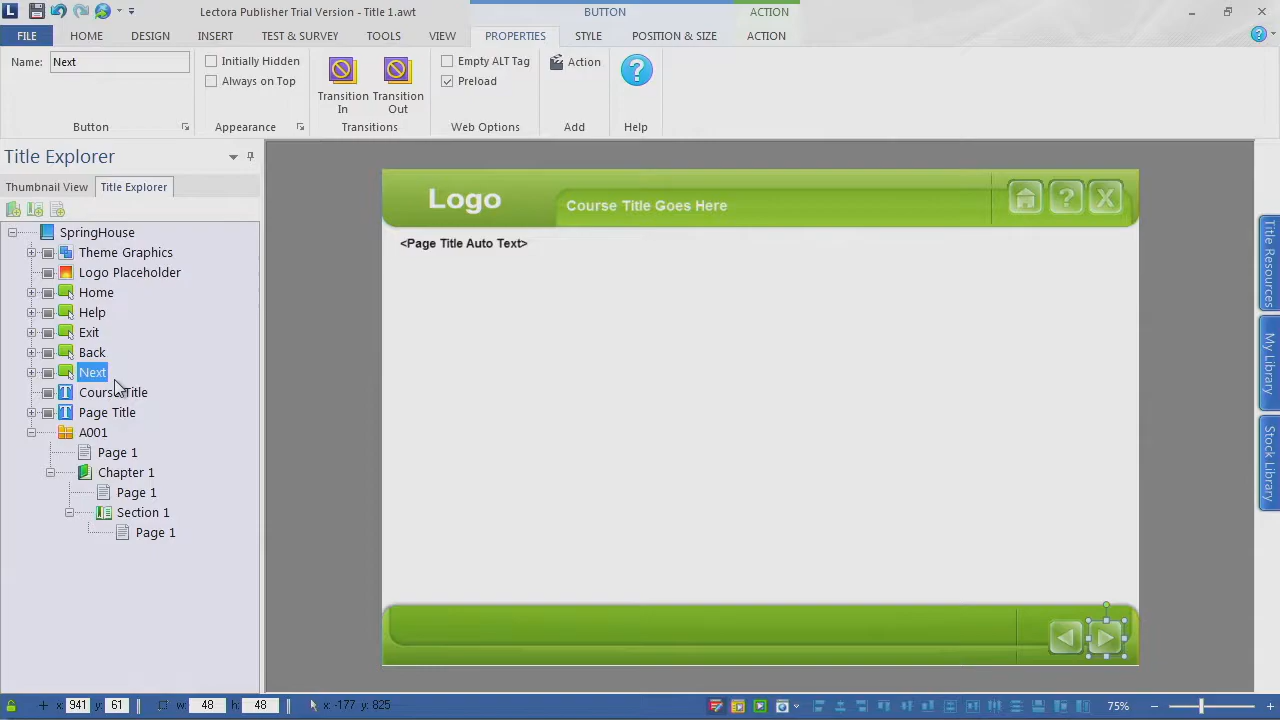 Lectora Publisher Trial Version - Title 1.awt
BUTTON
ACTION
FILE
HOME
DESIGN
INSERT
TEST & SURVEY
TOOLS
VIEW
PROPERTIES
STYLE
POSITION & SIZE
ACTION
Name:
Next
Button
Initially Hidden
Always on Top
Appearance
Transition In
Transition Out
Transitions
Empty ALT Tag
Preload
Web Options
Action
Add
?
Help
Title Explorer
Thumbnail View
Title Explorer
SpringHouse
Theme Graphics
Logo Placeholder
Home
Help
Exit
Back
Next
Course Title
Page Title
A001
Page 1
Chapter 1
Page 1
Section 1
Page 1
Logo
Course Title Goes Here
?
X
<Page Title Auto Text>
Title Resources
My Library
Stock Library
x: 941 y: 61
w: 48 h: 48
x: -177 y: 825
75%